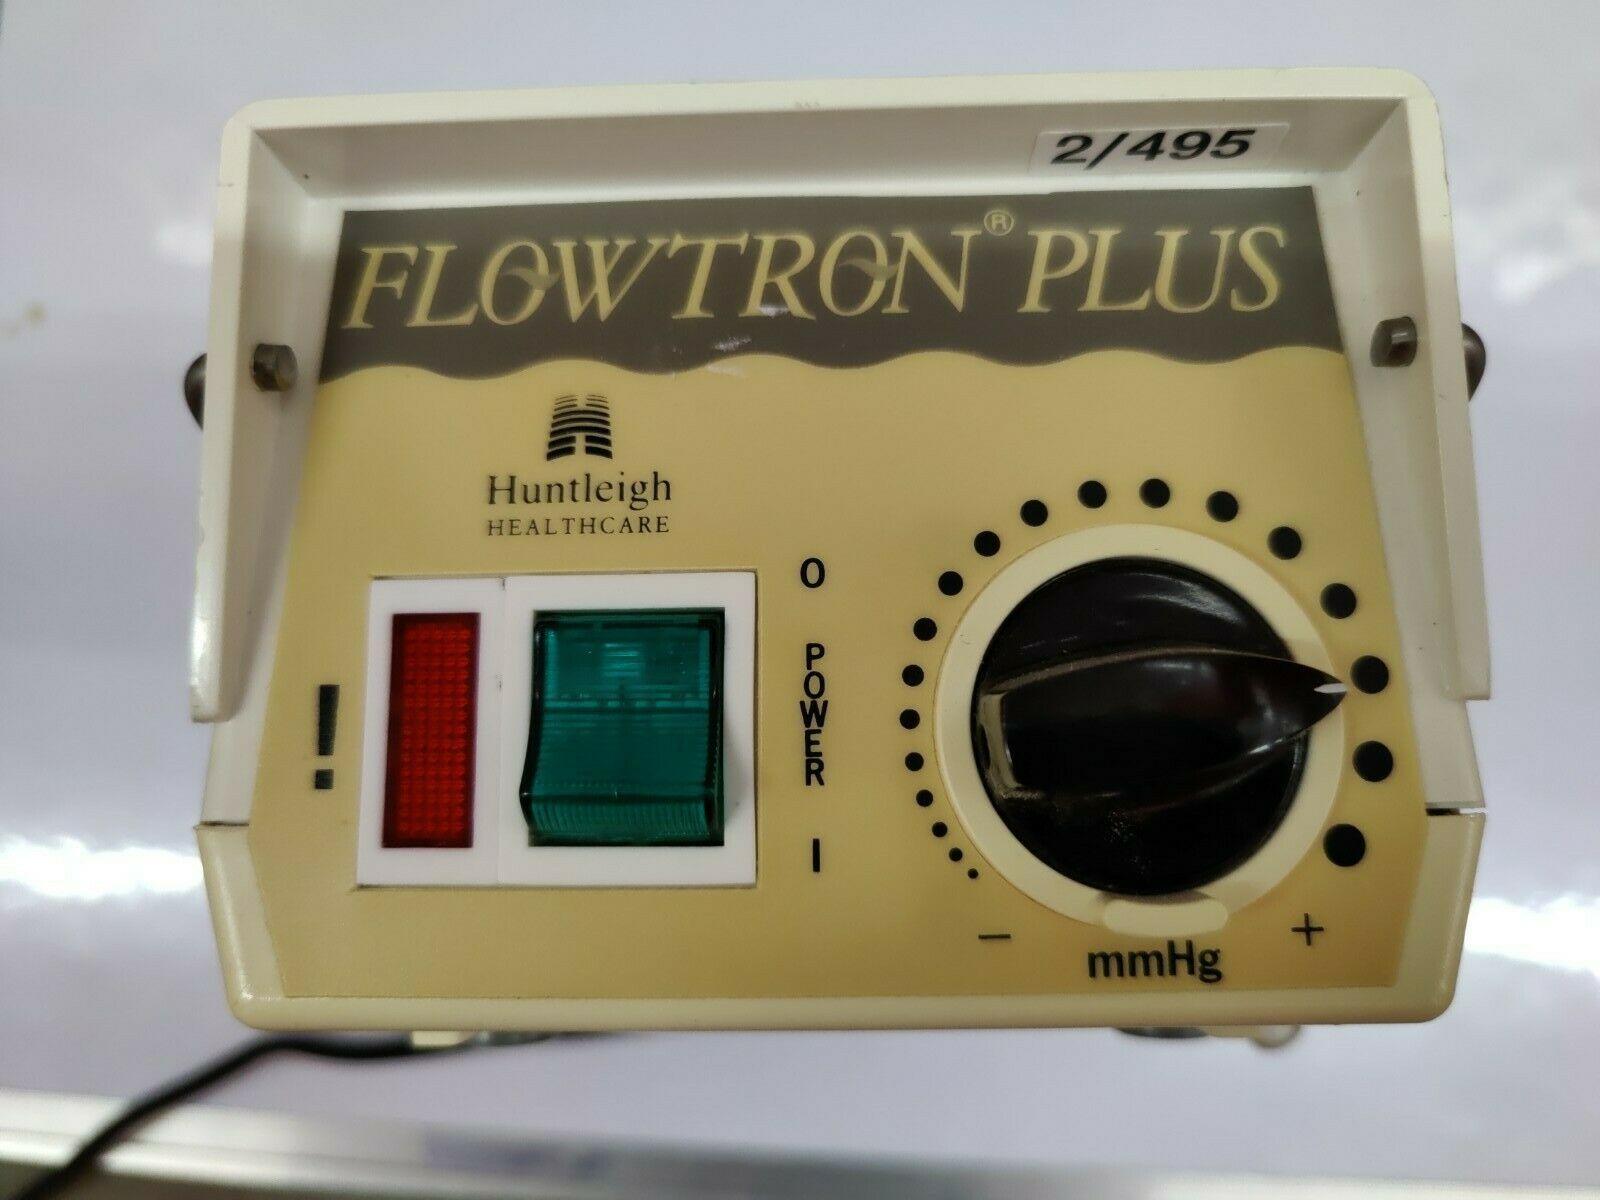 2/495
FLOWTRON® PLUS
Huntleigh
HEALTHCARE
O
POWER
I
!
− +
mmHg